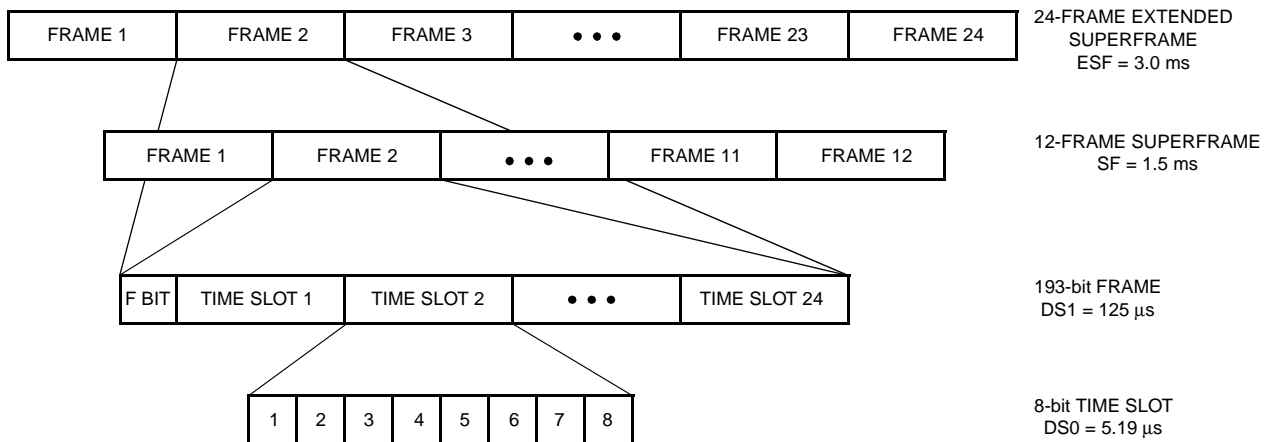 FRAME 1 FRAME 2 FRAME 3 • • • FRAME 23 FRAME 24
24-FRAME EXTENDED
SUPERFRAME
ESF = 3.0 ms
FRAME 1 FRAME 2 • • • FRAME 11 FRAME 12
12-FRAME SUPERFRAME
SF = 1.5 ms
F BIT TIME SLOT 1 TIME SLOT 2 • • • TIME SLOT 24
193-bit FRAME
DS1 = 125 μs
1 2 3 4 5 6 7 8
8-bit TIME SLOT
DS0 = 5.19 μs